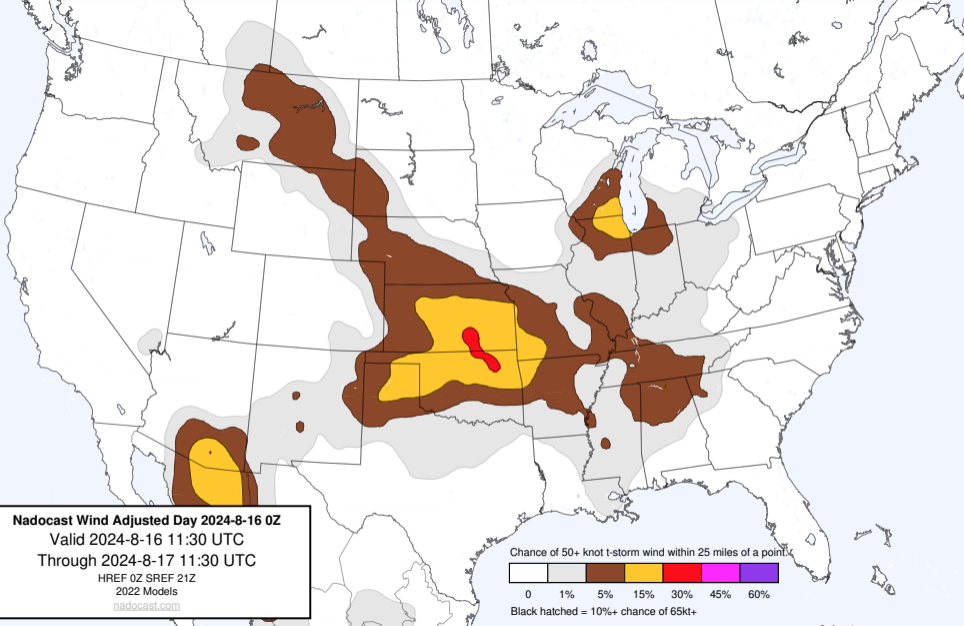 Nadocast Wind Adjusted Day 2024-8-16 0Z
Valid 2024-8-16 11:30 UTC
Through 2024-8-17 11:30 UTC
HREF 0Z SREF 21Z
2022 Models
nadocast.com
Chance of 50+ knot t-storm wind within 25 miles of a point.
0 1% 5% 15% 30% 45% 60%
Black hatched = 10%+ chance of 65kt+